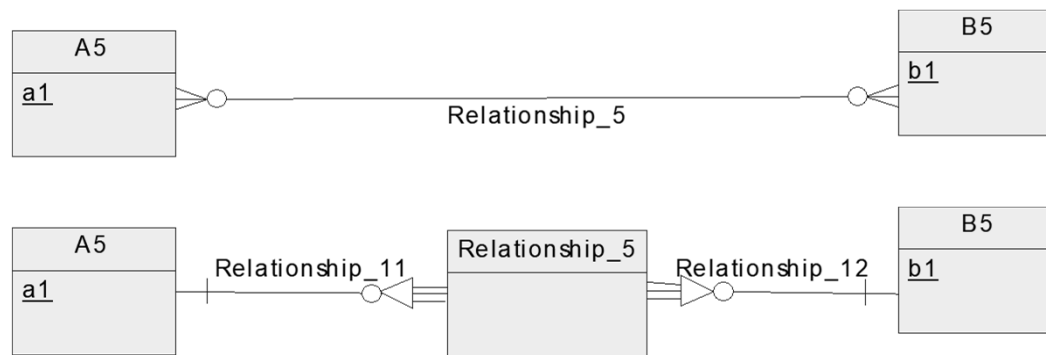 A5
B5
a1
b1
Relationship_5
A5
B5
Relationship_5
Relationship_11
Relationship_12
a1
b1